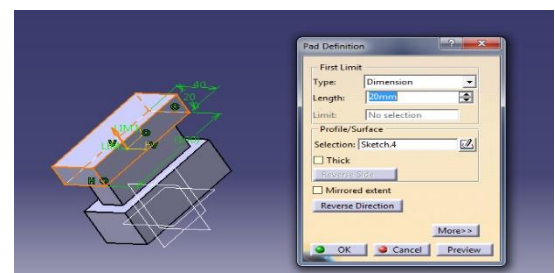 Pad Definition
First Limit
Type: Dimension
Length: 20mm
Limit: No selection
Profile/Surface
Selection: Sketch.4
Thick
Reverse Side
Mirrored extent
Reverse Direction
More>>
OK Cancel Preview
40
20
LIM1
V
H